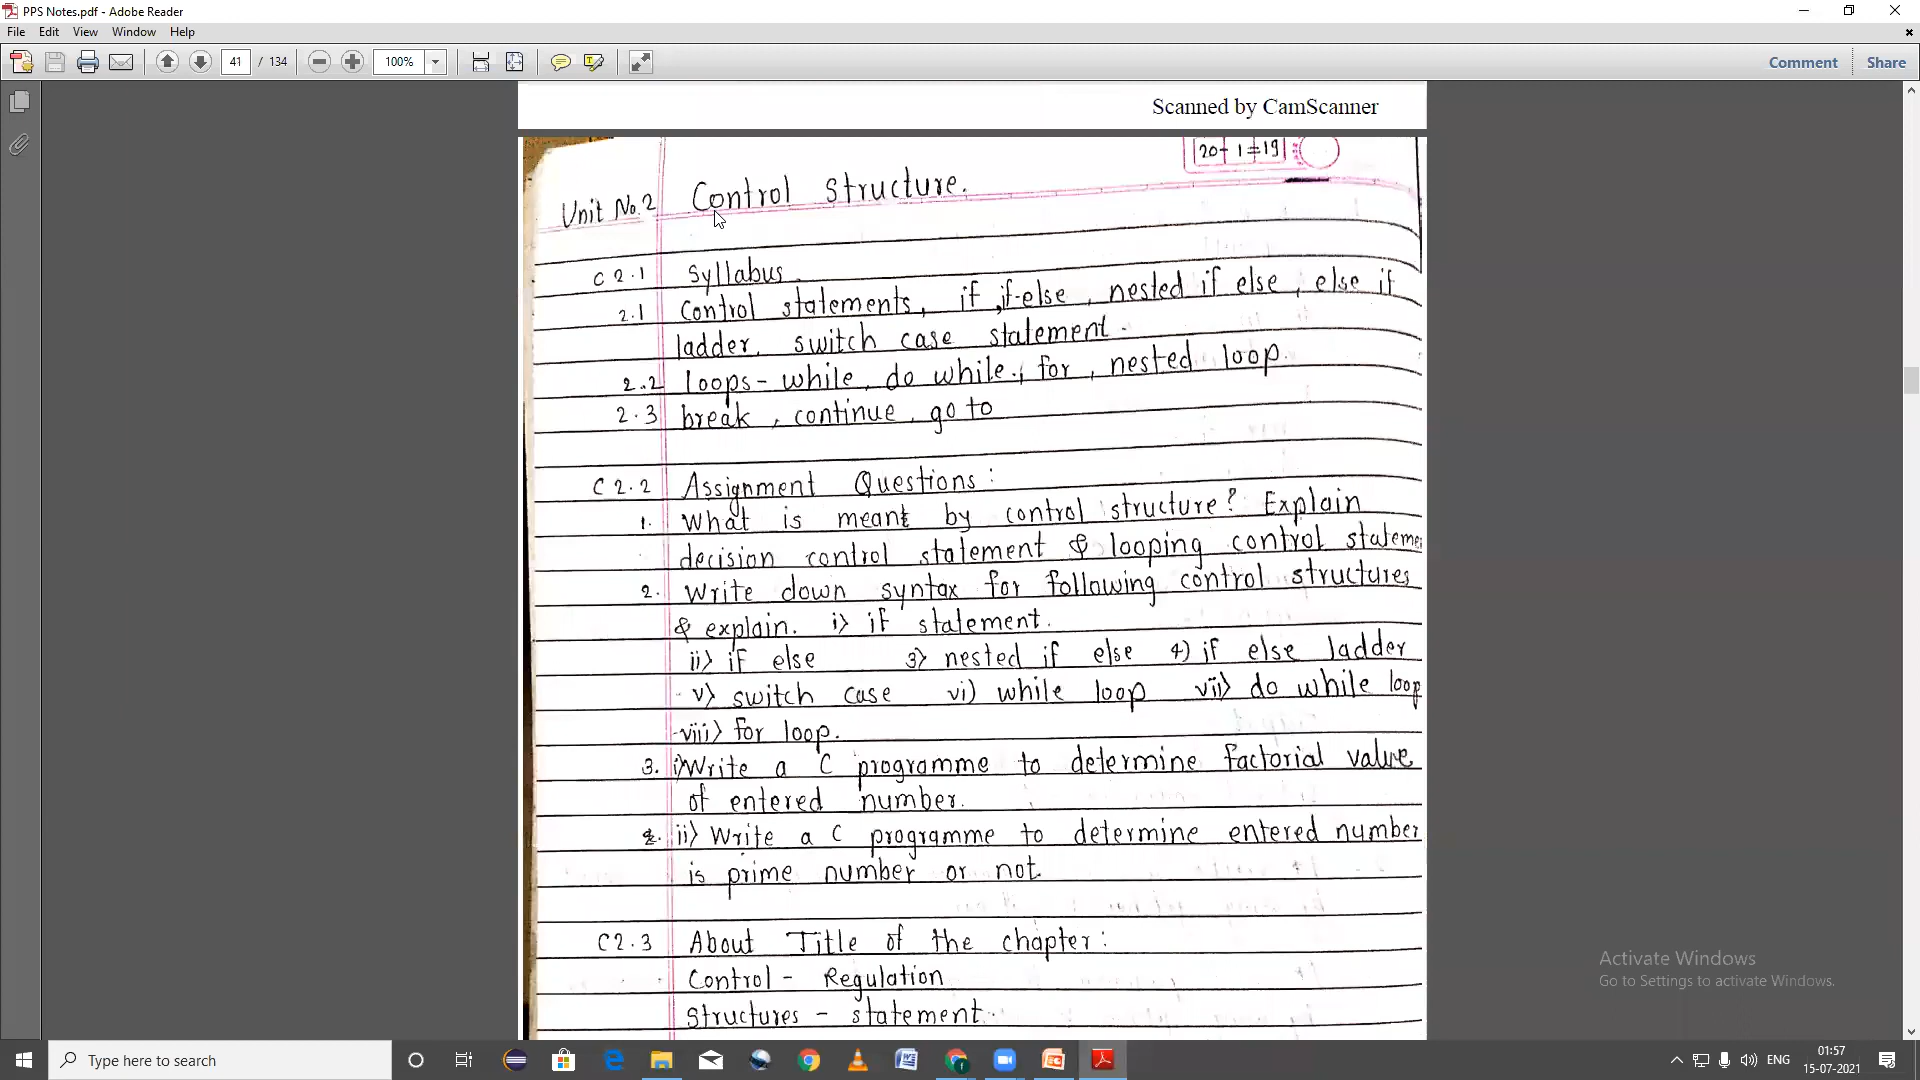 PPS Notes.pdf - Adobe Reader
File Edit View Window Help
41 / 134 100% Comment Share
Scanned by CamScanner
20 - 1 = 19
Unit No.2 Control structure.
C 2.1 syllabus.
2.1 Control statements, if, if-else, nested if else, else if
ladder, switch case statement.
2.2 loops - while, do while, for, nested loop.
2.3 break, continue, go to
C 2.2 Assignment Questions:
1. What is meant by control structure? Explain
decision control statement & looping control stateme
2. Write down syntax for following control structures
& explain. i) if statement.
ii) if else 3) nested if else 4) if else ladder
v) switch case vi) while loop vii) do while loop
viii) for loop.
3. i) Write a C programme to determine factorial value
of entered number.
2. ii) Write a C programme to determine entered number
is prime number or not
C2.3 About Title of the chapter:
Control - Regulation
Structures - statement.
Activate Windows
Go to Settings to activate Windows.
Type here to search
ENG
01:57
15-07-2021